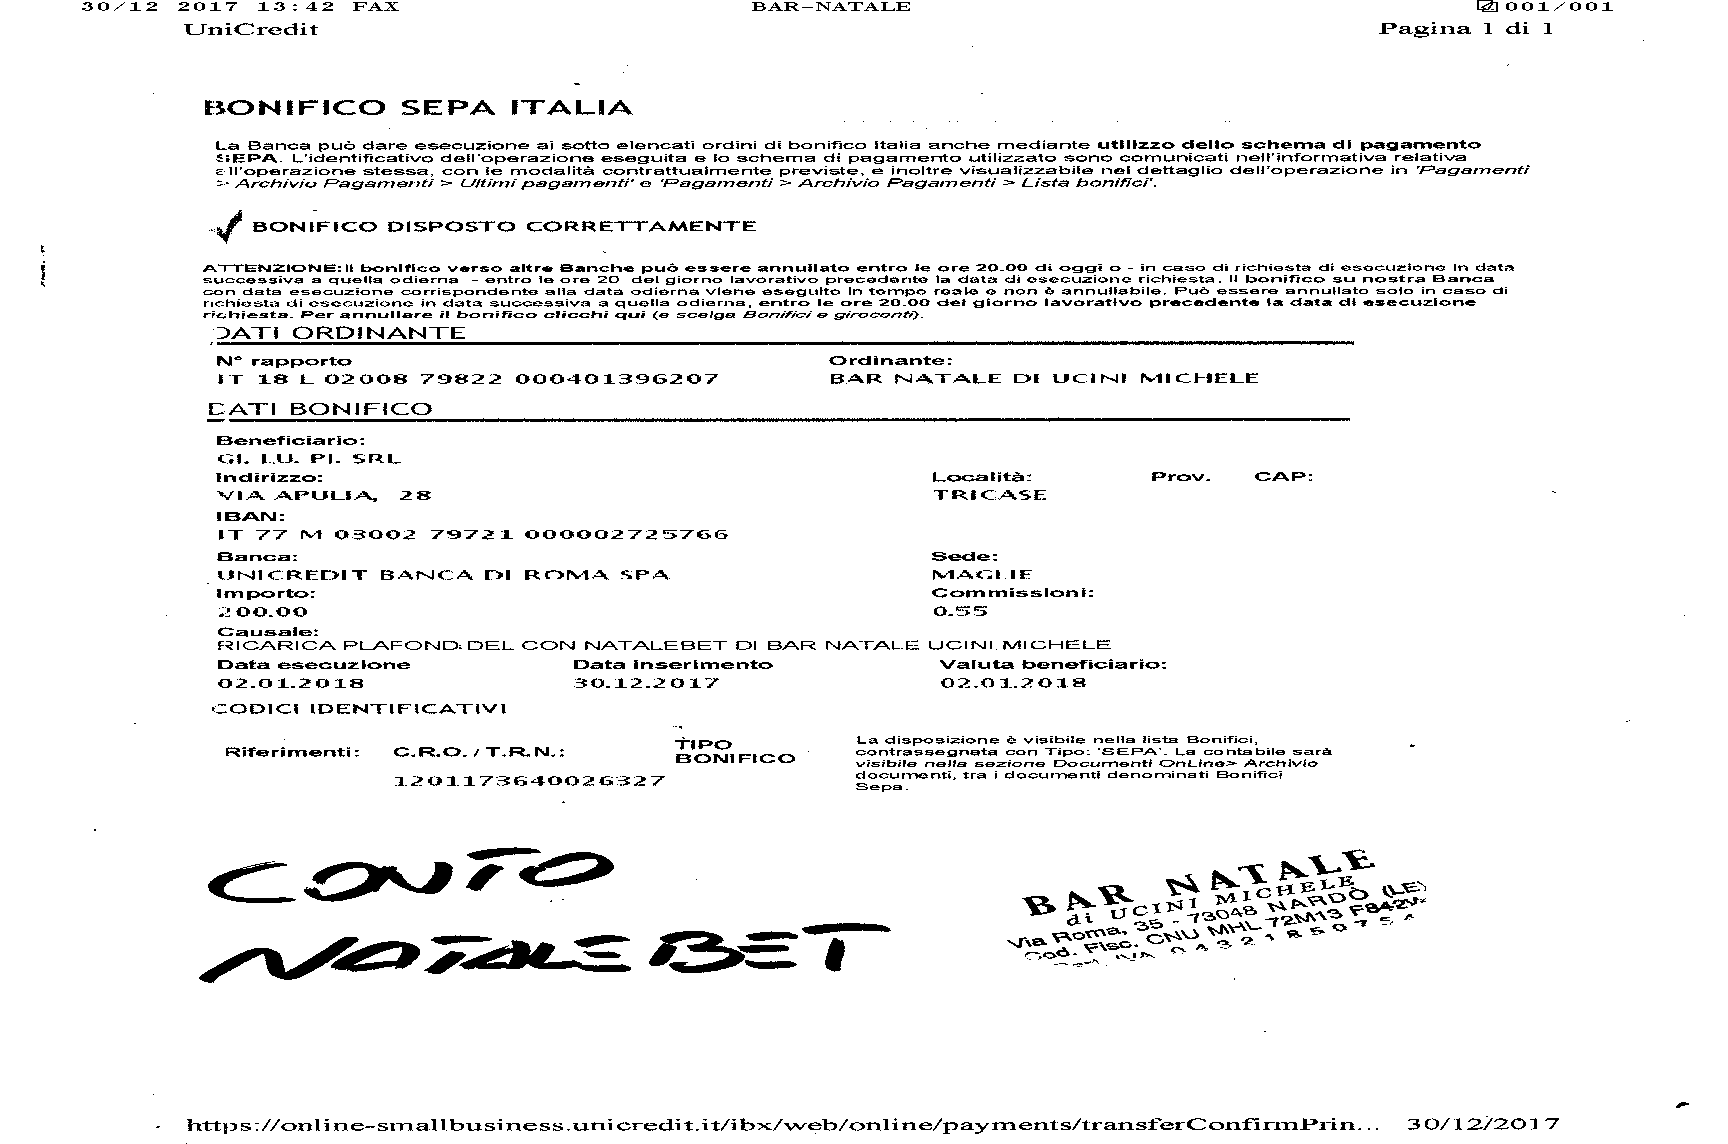 30/12 2017 13:42 FAX BAR-NATALE 001/001
UniCredit Pagina 1 di 1
BONIFICO SEPA ITALIA
La Banca può dare esecuzione ai sotto elencati ordini di bonifico Italia anche mediante utilizzo dello schema di pagamento
SEPA. L'identificativo dell'operazione eseguita e lo schema di pagamento utilizzato sono comunicati nell'informativa relativa
all'operazione stessa, con le modalità contrattualmente previste, e inoltre visualizzabile nel dettaglio dell'operazione in 'Pagamenti
> Archivio Pagamenti > Ultimi pagamenti' e 'Pagamenti > Archivio Pagamenti > Lista bonifici'.
BONIFICO DISPOSTO CORRETTAMENTE
ATTENZIONE: Il bonifico verso altre Banche può essere annullato entro le ore 20.00 di oggi o - in caso di richiesta di esecuzione in data
successiva a quella odierna - entro le ore 20 del giorno lavorativo precedente la data di esecuzione richiesta. Il bonifico su nostra Banca
con data esecuzione corrispondente alla data odierna viene eseguito in tempo reale e non è annullabile. Può essere annullato solo in caso di
richiesta di esecuzione in data successiva a quella odierna, entro le ore 20.00 del giorno lavorativo precedente la data di esecuzione
richiesta. Per annullare il bonifico clicchi qui (e scelga Bonifici e giroconti).
DATI ORDINANTE
N° rapporto Ordinante:
IT 18 L 02008 79822 000401396207 BAR NATALE DI UCINI MICHELE
DATI BONIFICO
Beneficiario:
GI. LU. PI. SRL
Indirizzo: Località: Prov. CAP:
VIA APULIA, 28 TRICASE
IBAN:
IT 77 M 03002 79721 000002725766
Banca: Sede:
UNICREDIT BANCA DI ROMA SPA MAGLIE
Importo: Commissioni:
200.00 0.55
Causale:
RICARICA PLAFOND DEL CON NATALEBET DI BAR NATALE UCINI MICHELE
Data esecuzione Data inserimento Valuta beneficiario:
02.01.2018 30.12.2017 02.01.2018
CODICI IDENTIFICATIVI
Riferimenti: C.R.O. / T.R.N.: TIPO BONIFICO
1201173640026327
La disposizione è visibile nella lista Bonifici,
contrassegnata con Tipo: 'SEPA'. La contabile sarà
visibile nella sezione Documenti OnLine> Archivio
documenti, tra i documenti denominati Bonifici
Sepa.
CONTO
NATALEBET
BAR NATALE
di UCINI MICHELE
Via Roma, 35 - 73048 NARDÒ (LE)
Cod. Fisc. CNU MHL 72M13 F842
IVA 0432185075
https://online-smallbusiness.unicredit.it/ibx/web/online/payments/transferConfirmPrin... 30/12/2017